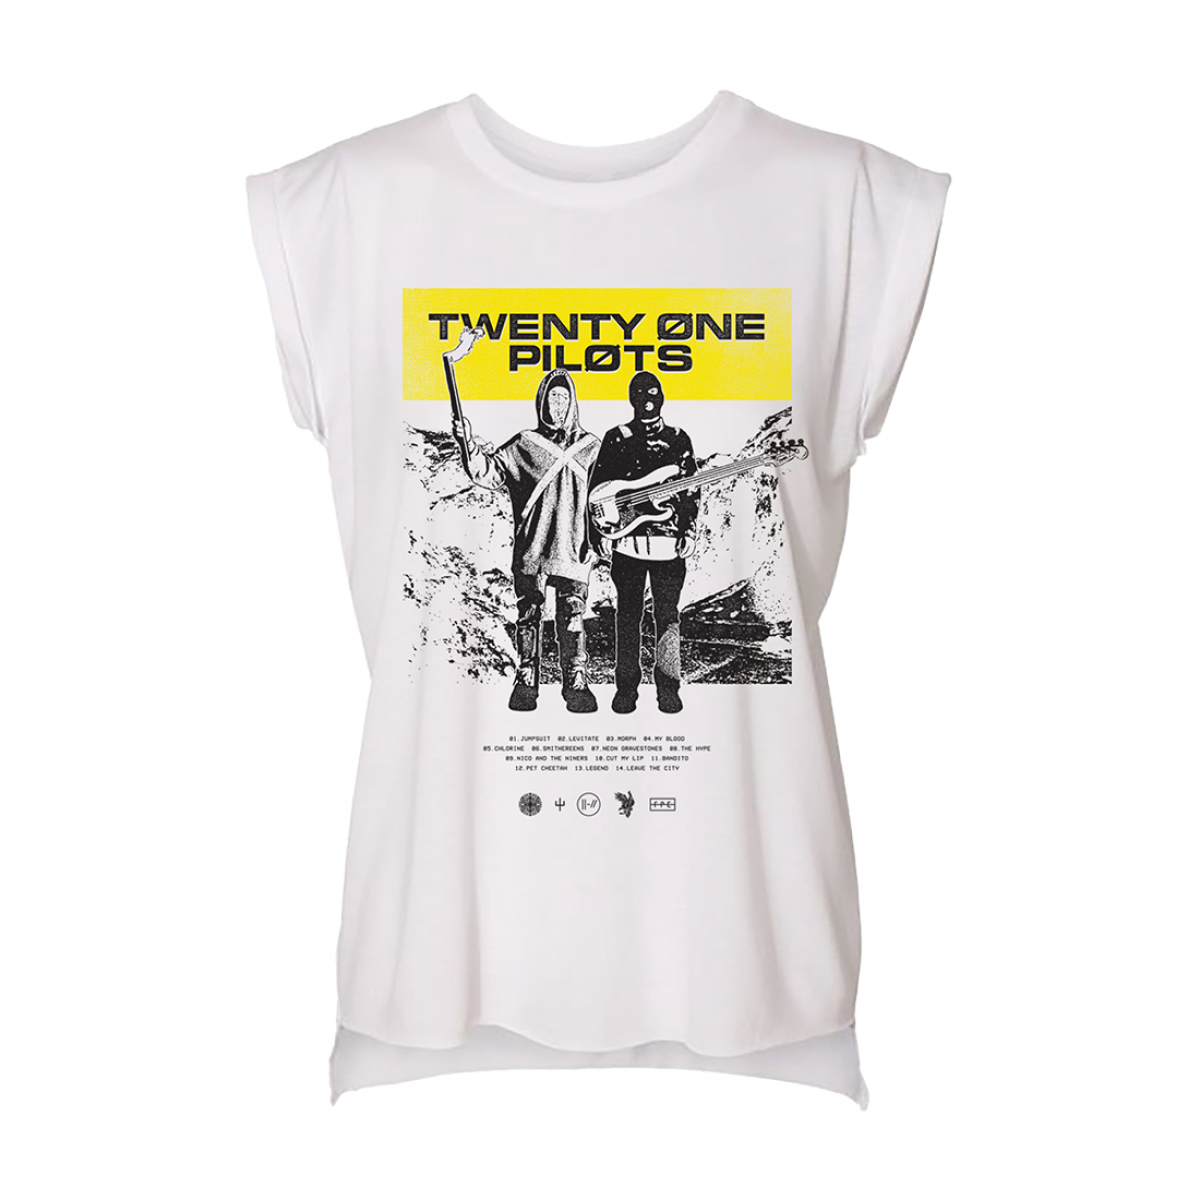 TWENTY ØNE
PILØTS
01.JUMPSUIT 02.LEVITATE 03.MORPH 04.MY BLOOD
05.CHLORINE 06.SMITHEREENS 07.NEON GRAVESTONES 08.THE HYPE
09.NICO AND THE NINERS 10.CUT MY LIP 11.BANDITO
12.PET CHEETAH 13.LEGEND 14.LEAVE THE CITY
||-// FPE